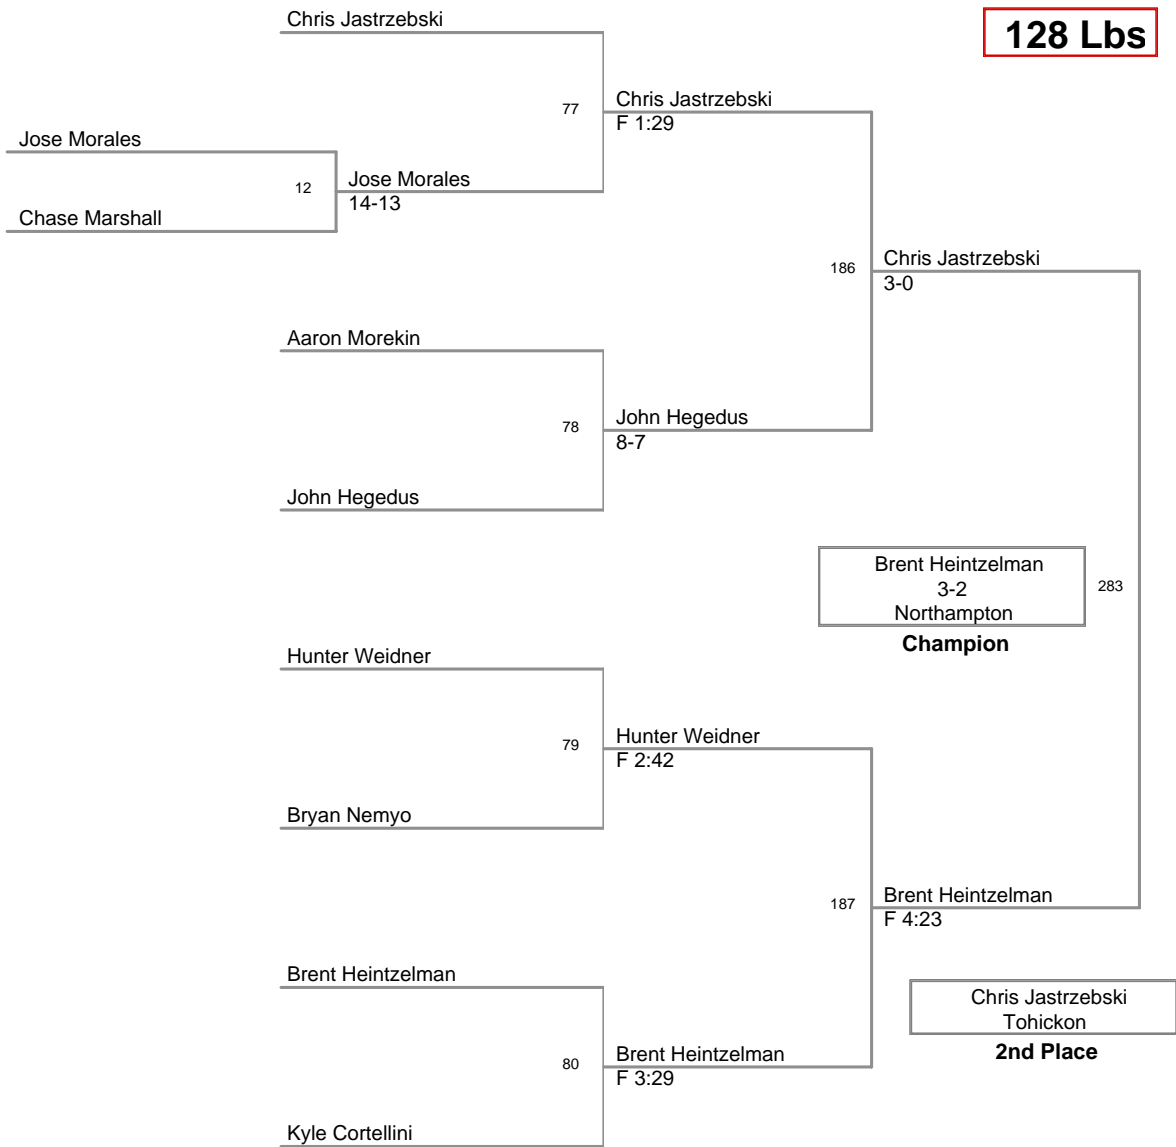 Chris Jastrzebski
128 Lbs
77
Chris Jastrzebski
F 1:29
Jose Morales
12
Jose Morales
14-13
Chase Marshall
186
Chris Jastrzebski
3-0
Aaron Morekin
78
John Hegedus
8-7
John Hegedus
Brent Heintzelman
3-2
Northampton
283
Champion
Hunter Weidner
79
Hunter Weidner
F 2:42
Bryan Nemyo
187
Brent Heintzelman
F 4:23
Brent Heintzelman
Chris Jastrzebski
Tohickon
2nd Place
80
Brent Heintzelman
F 3:29
Kyle Cortellini